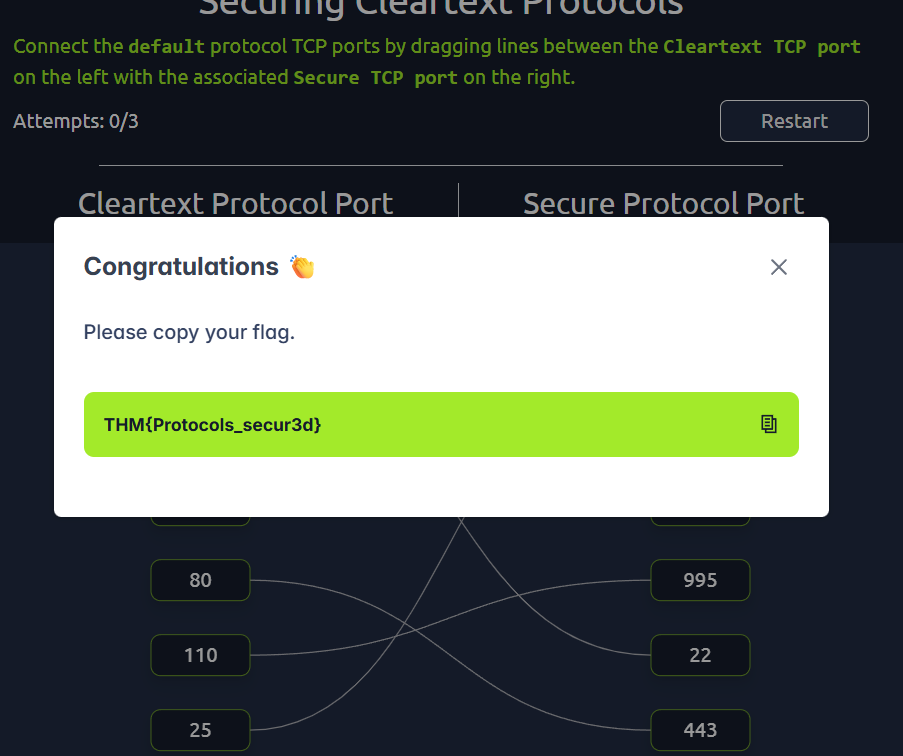 Securing Cleartext Protocols
Connect the default protocol TCP ports by dragging lines between the Cleartext TCP port
on the left with the associated Secure TCP port on the right.
Attempts: 0/3
Restart
Cleartext Protocol Port
Secure Protocol Port
Congratulations 👏
Please copy your flag.
THM{Protocols_secur3d}
80
995
110
22
25
443